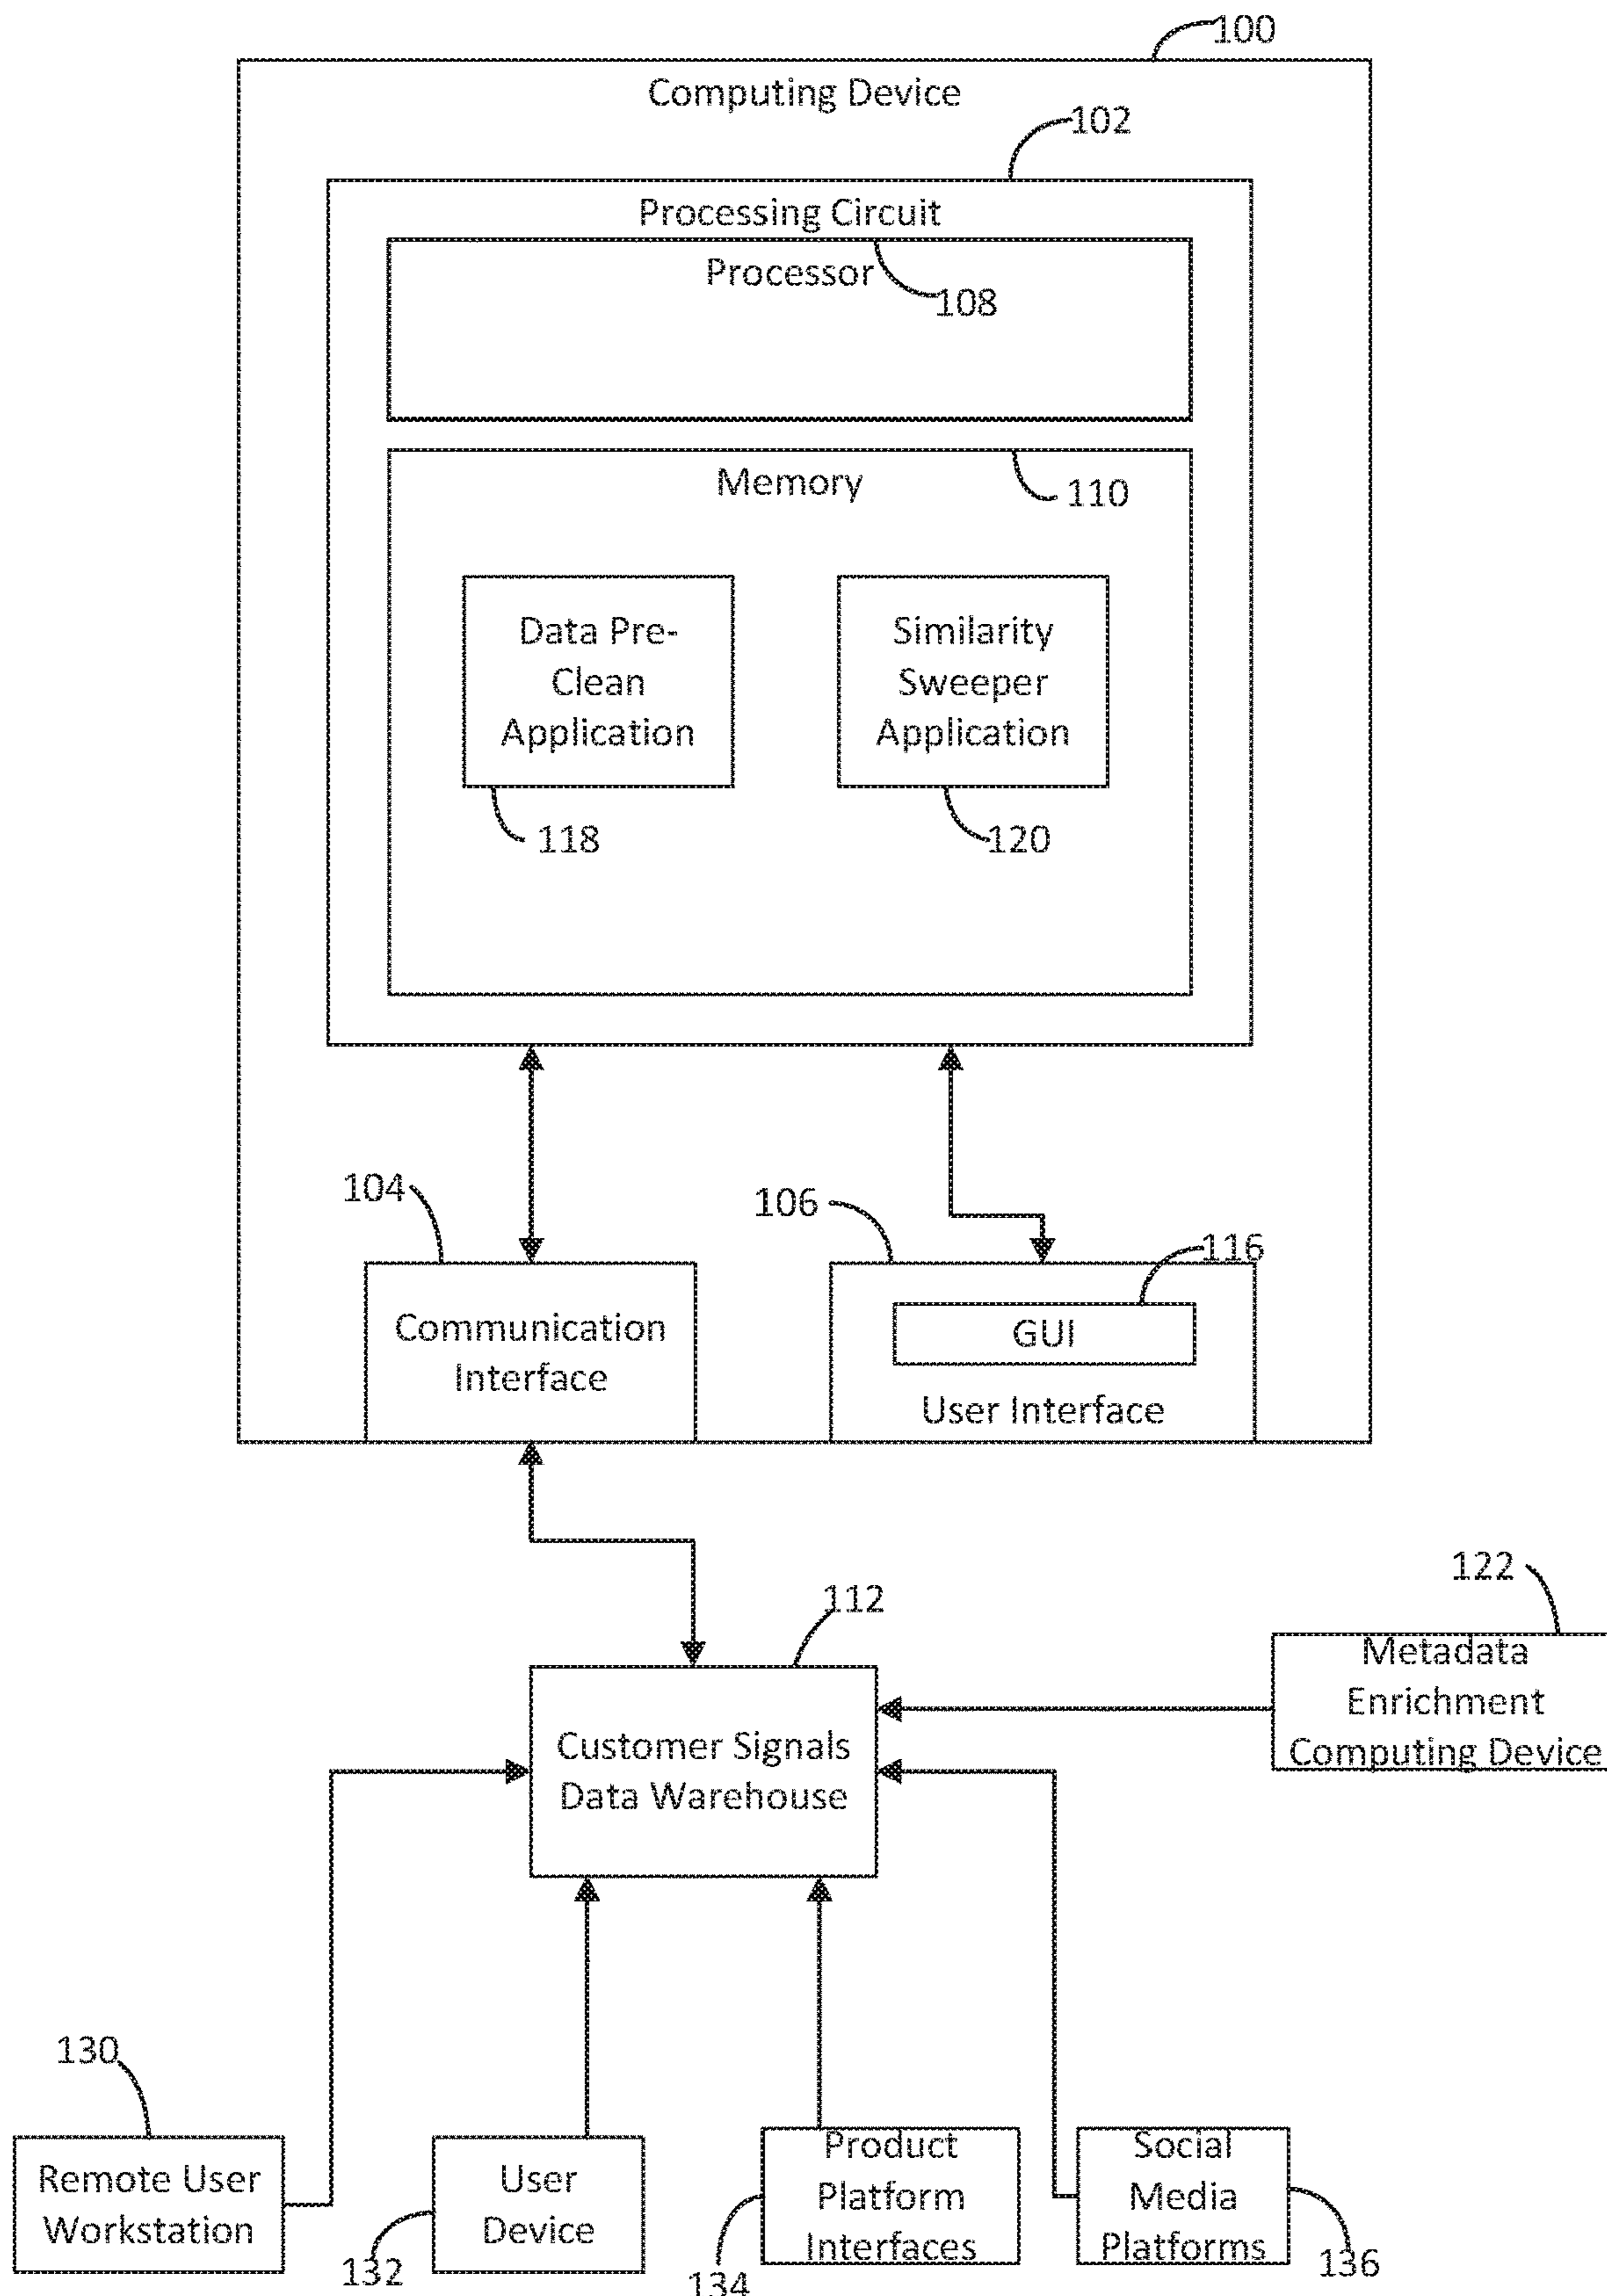 100
Computing Device
102
Processing Circuit
Processor
108
Memory
110
Data Pre-
Clean
Application
118
Similarity
Sweeper
Application
120
104
Communication
Interface
106
116
GUI
User Interface
112
Customer Signals
Data Warehouse
122
Metadata
Enrichment
Computing Device
130
Remote User
Workstation
User
Device
132
Product
Platform
Interfaces
134
Social
Media
Platforms
136